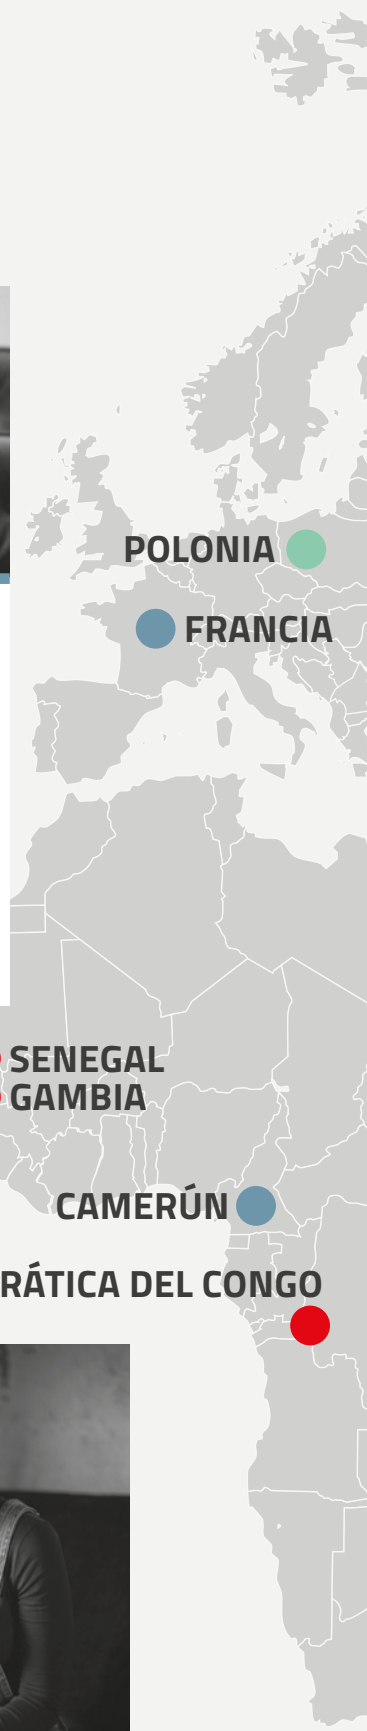 POLONIA
FRANCIA
SENEGAL
GAMBIA
CAMERÚN
RÁTICA DEL CONGO